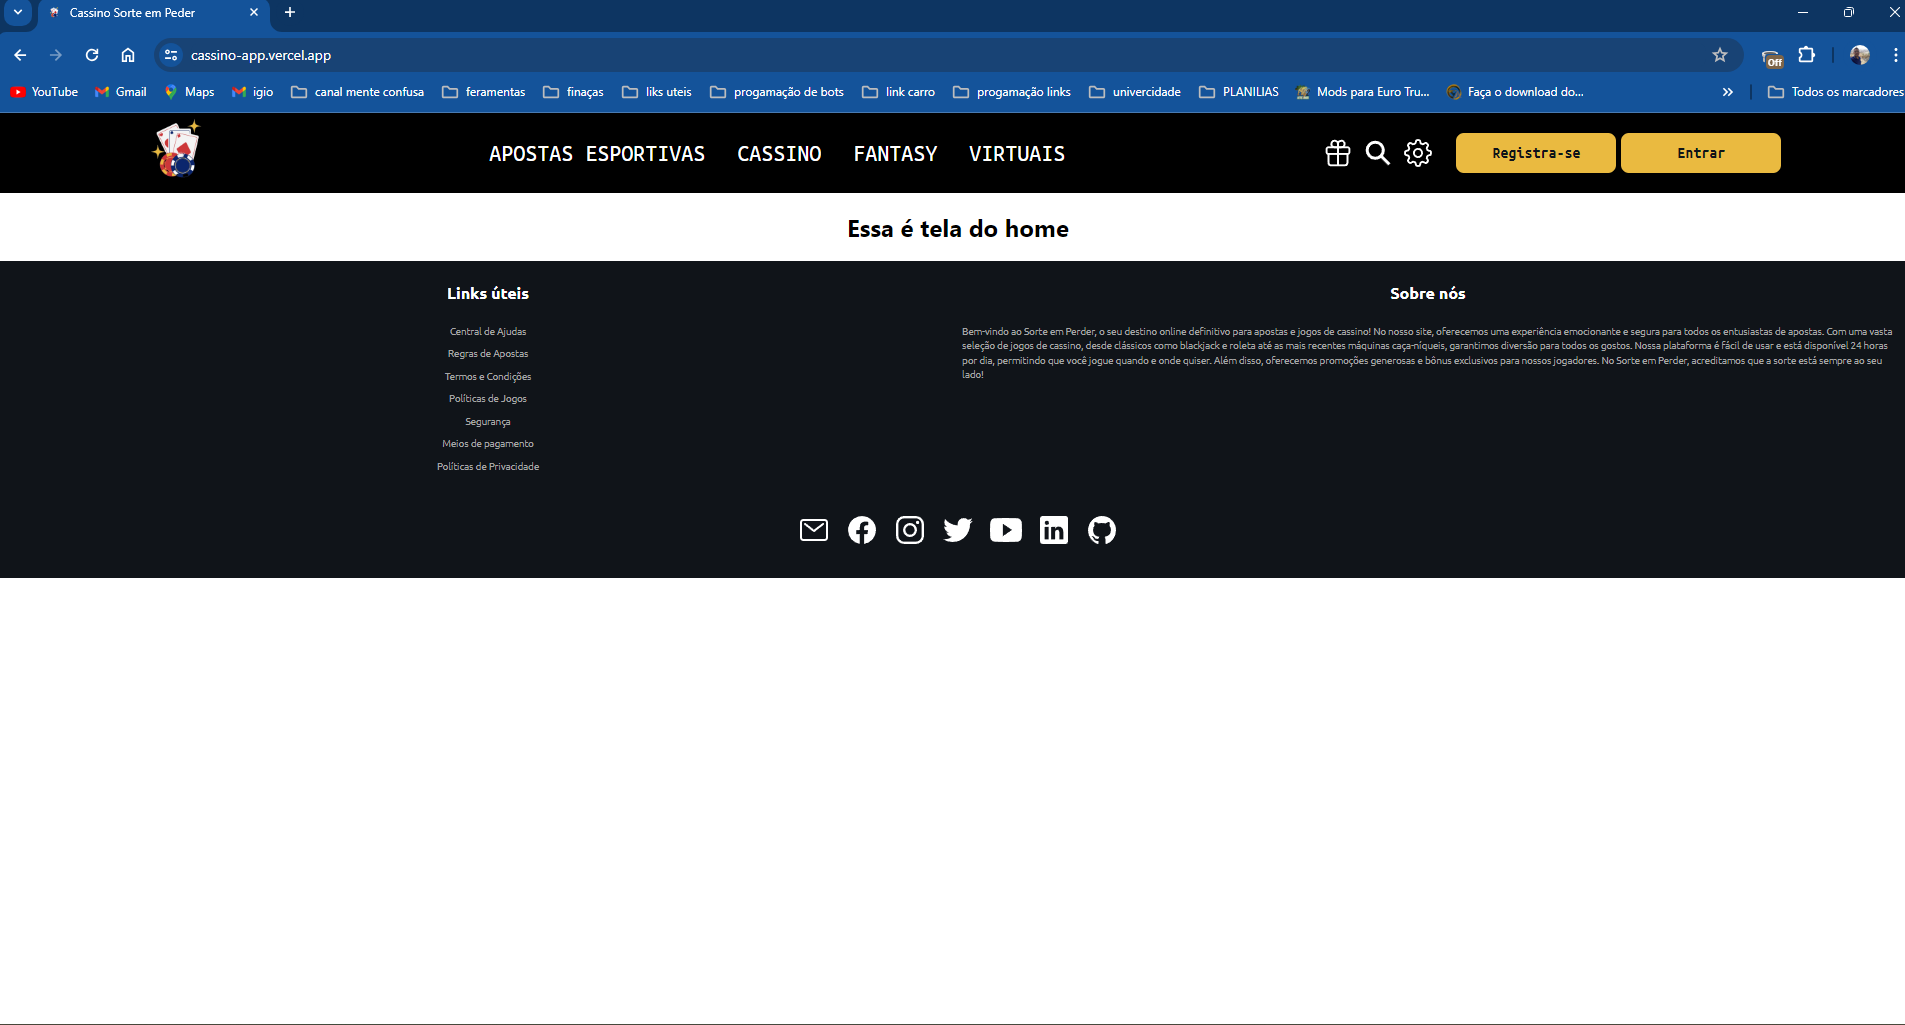 Cassino Sorte em Peder
cassino-app.vercel.app
Off
YouTube Gmail Maps igio canal mente confusa feramentas finaças liks uteis progamação de bots link carro progamação links univercidade PLANILIAS Mods para Euro Tru... Faça o download do... Todos os marcadores
APOSTAS ESPORTIVAS CASSINO FANTASY VIRTUAIS Registra-se Entrar
Essa é tela do home
Links úteis
Central de Ajudas
Regras de Apostas
Termos e Condições
Políticas de Jogos
Segurança
Meios de pagamento
Políticas de Privacidade
Sobre nós
Bem-vindo ao Sorte em Perder, o seu destino online definitivo para apostas e jogos de cassino! No nosso site, oferecemos uma experiência emocionante e segura para todos os entusiastas de apostas. Com uma vasta
seleção de jogos de cassino, desde clássicos como blackjack e roleta até as mais recentes máquinas caça-níqueis, garantimos diversão para todos os gostos. Nossa plataforma é fácil de usar e está disponível 24 horas
por dia, permitindo que você jogue quando e onde quiser. Além disso, oferecemos promoções generosas e bônus exclusivos para nossos jogadores. No Sorte em Perder, acreditamos que a sorte está sempre ao seu
lado!